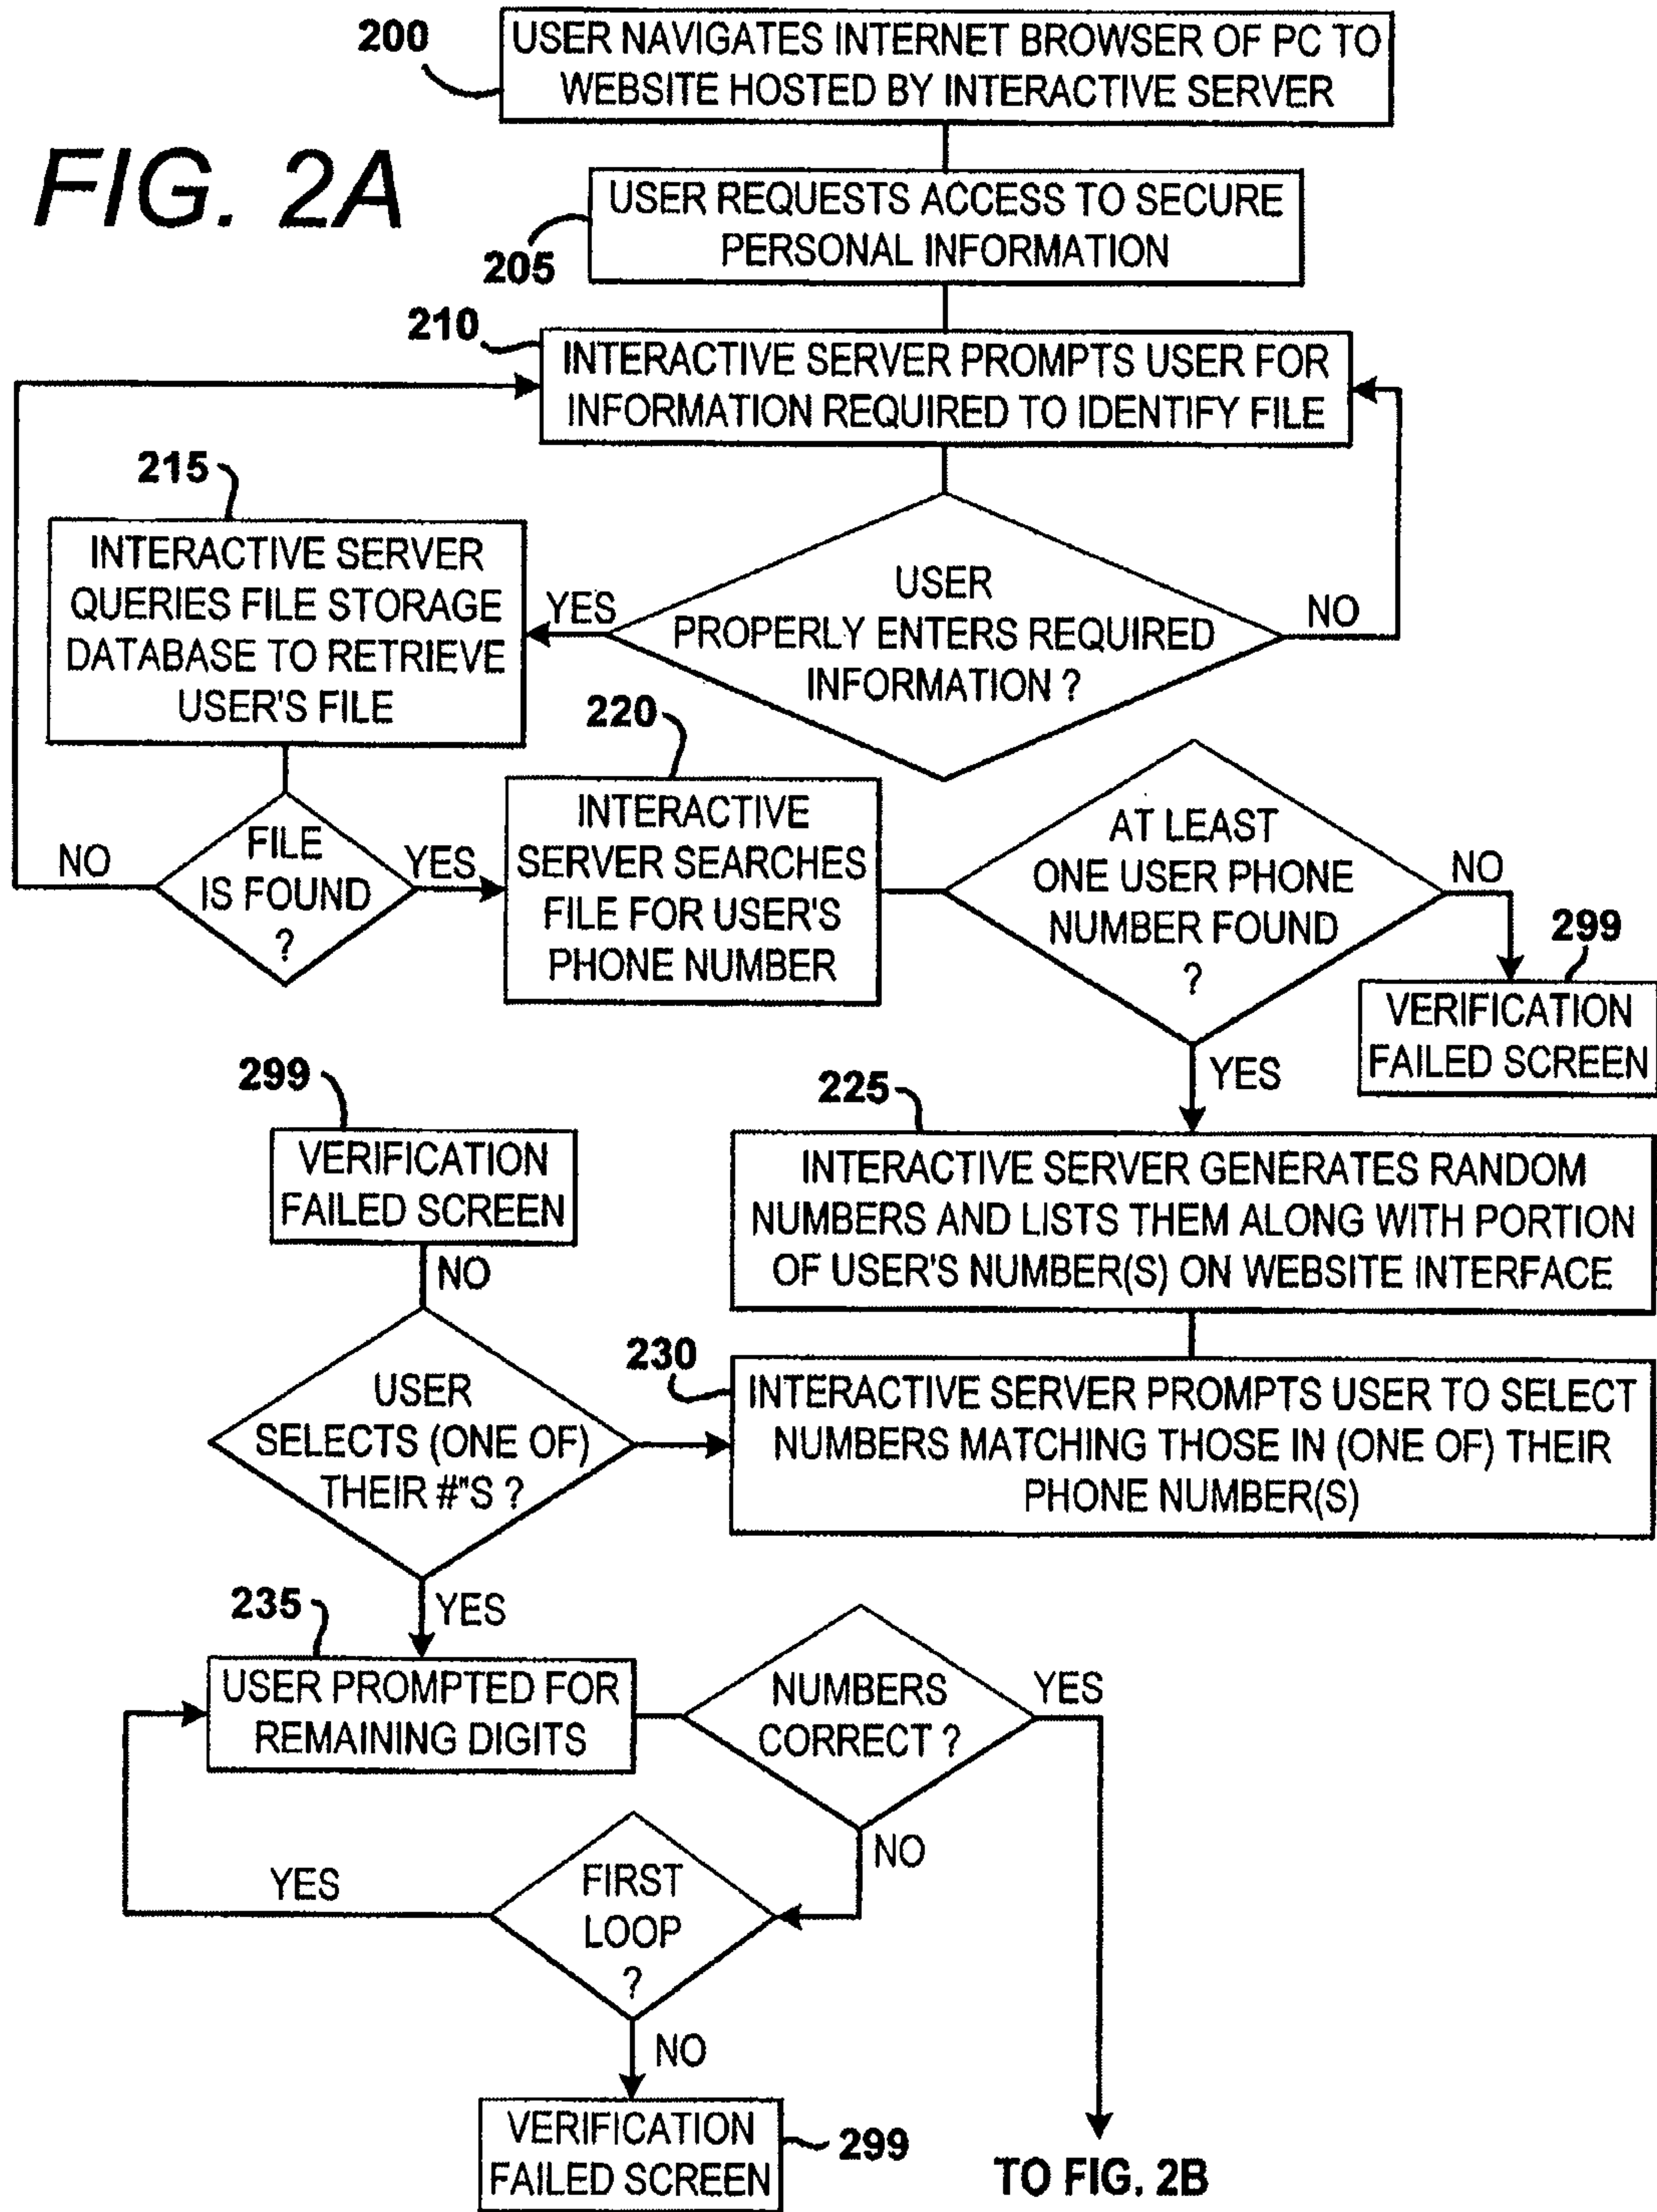 FIG. 2A
200
USER NAVIGATES INTERNET BROWSER OF PC TO
WEBSITE HOSTED BY INTERACTIVE SERVER
205
USER REQUESTS ACCESS TO SECURE
PERSONAL INFORMATION
210
INTERACTIVE SERVER PROMPTS USER FOR
INFORMATION REQUIRED TO IDENTIFY FILE
USER
PROPERLY ENTERS REQUIRED
INFORMATION ?
YES
NO
215
INTERACTIVE SERVER
QUERIES FILE STORAGE
DATABASE TO RETRIEVE
USER'S FILE
FILE
IS FOUND
?
NO
YES
220
INTERACTIVE
SERVER SEARCHES
FILE FOR USER'S
PHONE NUMBER
AT LEAST
ONE USER PHONE
NUMBER FOUND
?
NO
299
VERIFICATION
FAILED SCREEN
YES
225
INTERACTIVE SERVER GENERATES RANDOM
NUMBERS AND LISTS THEM ALONG WITH PORTION
OF USER'S NUMBER(S) ON WEBSITE INTERFACE
230
INTERACTIVE SERVER PROMPTS USER TO SELECT
NUMBERS MATCHING THOSE IN (ONE OF) THEIR
PHONE NUMBER(S)
299
VERIFICATION
FAILED SCREEN
NO
USER
SELECTS (ONE OF)
THEIR #"S ?
YES
235
USER PROMPTED FOR
REMAINING DIGITS
NUMBERS
CORRECT ?
YES
NO
FIRST
LOOP
?
YES
NO
VERIFICATION
FAILED SCREEN
299
TO FIG. 2B